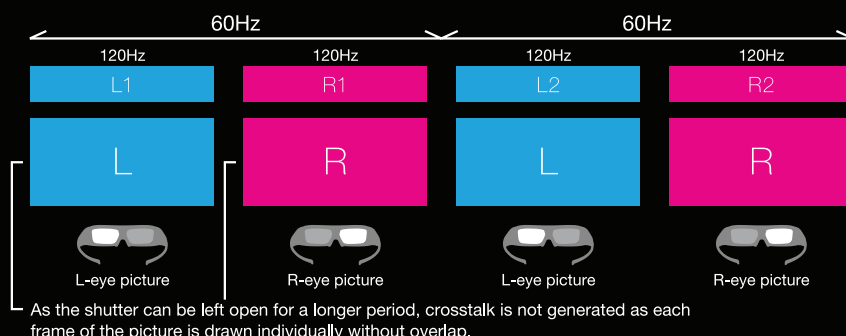 60Hz 60Hz
120Hz 120Hz 120Hz 120Hz
L1 R1 L2 R2
L R L R
L-eye picture R-eye picture L-eye picture R-eye picture
As the shutter can be left open for a longer period, crosstalk is not generated as each
frame of the picture is drawn individually without overlap.